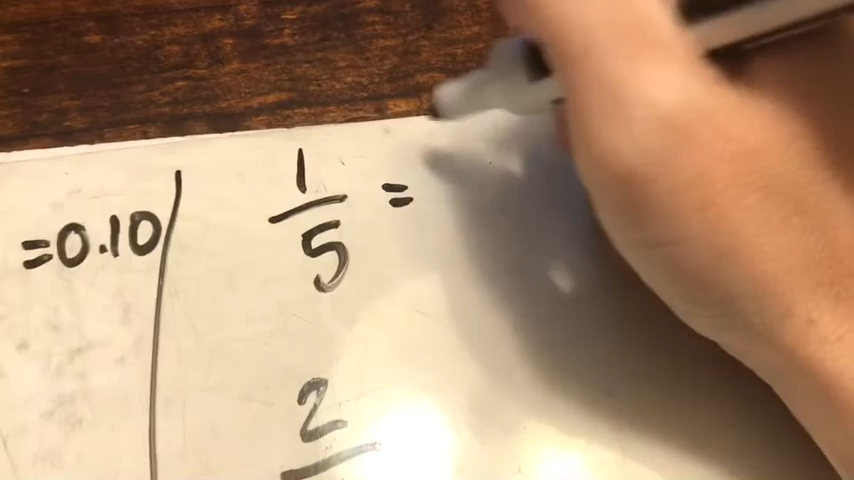 =0.10
1/5 =
2